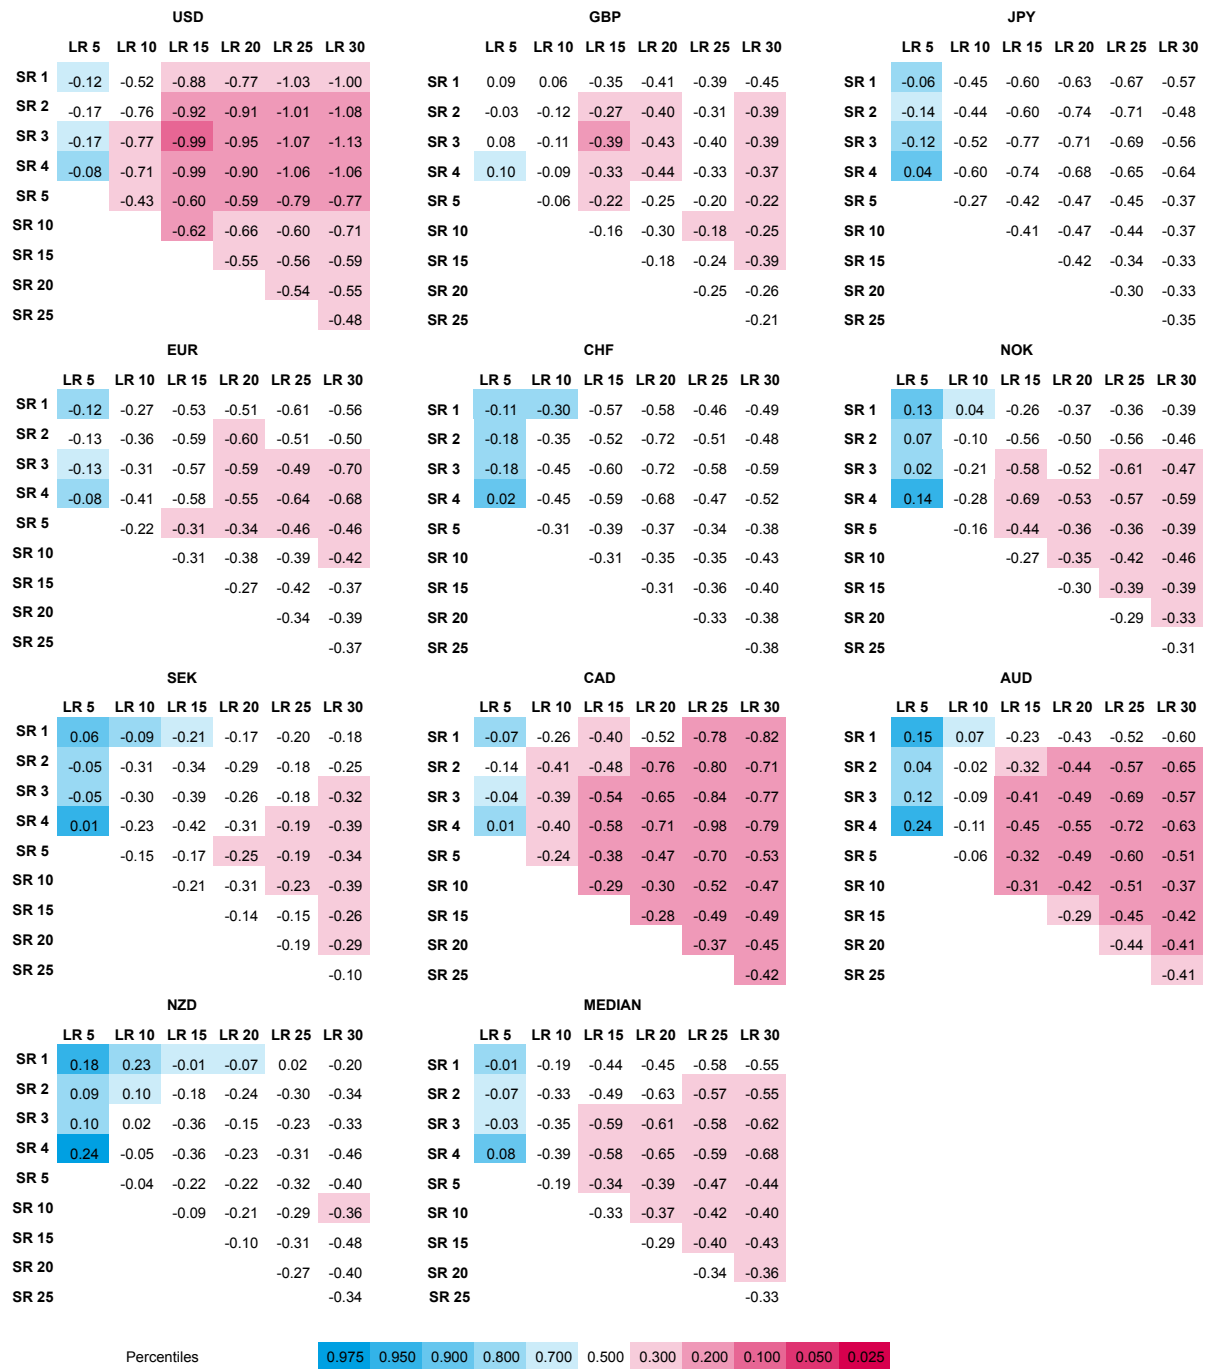 USD GBP JPY
LR 5 LR 10 LR 15 LR 20 LR 25 LR 30 LR 5 LR 10 LR 15 LR 20 LR 25 LR 30 LR 5 LR 10 LR 15 LR 20 LR 25 LR 30
SR 1 -0.12 -0.52 -0.88 -0.77 -1.03 -1.00 SR 1 0.09 0.06 -0.35 -0.41 -0.39 -0.45 SR 1 -0.06 -0.45 -0.60 -0.63 -0.67 -0.57
SR 2 -0.17 -0.76 -0.92 -0.91 -1.01 -1.08 SR 2 -0.03 -0.12 -0.27 -0.40 -0.31 -0.39 SR 2 -0.14 -0.44 -0.60 -0.74 -0.71 -0.48
SR 3 -0.17 -0.77 -0.99 -0.95 -1.07 -1.13 SR 3 0.08 -0.11 -0.39 -0.43 -0.40 -0.39 SR 3 -0.12 -0.52 -0.77 -0.71 -0.69 -0.56
SR 4 -0.08 -0.71 -0.99 -0.90 -1.06 -1.06 SR 4 0.10 -0.09 -0.33 -0.44 -0.33 -0.37 SR 4 0.04 -0.60 -0.74 -0.68 -0.65 -0.64
SR 5 -0.43 -0.60 -0.59 -0.79 -0.77 SR 5 -0.06 -0.22 -0.25 -0.20 -0.22 SR 5 -0.27 -0.42 -0.47 -0.45 -0.37
SR 10 -0.62 -0.66 -0.60 -0.71 SR 10 -0.16 -0.30 -0.18 -0.25 SR 10 -0.41 -0.47 -0.44 -0.37
SR 15 -0.55 -0.56 -0.59 SR 15 -0.18 -0.24 -0.39 SR 15 -0.42 -0.34 -0.33
SR 20 -0.54 -0.55 SR 20 -0.25 -0.26 SR 20 -0.30 -0.33
SR 25 -0.48 SR 25 -0.21 SR 25 -0.35
EUR CHF NOK
LR 5 LR 10 LR 15 LR 20 LR 25 LR 30 LR 5 LR 10 LR 15 LR 20 LR 25 LR 30 LR 5 LR 10 LR 15 LR 20 LR 25 LR 30
SR 1 -0.12 -0.27 -0.53 -0.51 -0.61 -0.56 SR 1 -0.11 -0.30 -0.57 -0.58 -0.46 -0.49 SR 1 0.13 0.04 -0.26 -0.37 -0.36 -0.39
SR 2 -0.13 -0.36 -0.59 -0.60 -0.51 -0.50 SR 2 -0.18 -0.35 -0.52 -0.72 -0.51 -0.48 SR 2 0.07 -0.10 -0.56 -0.50 -0.56 -0.46
SR 3 -0.13 -0.31 -0.57 -0.59 -0.49 -0.70 SR 3 -0.18 -0.45 -0.60 -0.72 -0.58 -0.59 SR 3 0.02 -0.21 -0.58 -0.52 -0.61 -0.47
SR 4 -0.08 -0.41 -0.58 -0.55 -0.64 -0.68 SR 4 0.02 -0.45 -0.59 -0.68 -0.47 -0.52 SR 4 0.14 -0.28 -0.69 -0.53 -0.57 -0.59
SR 5 -0.22 -0.31 -0.34 -0.46 -0.46 SR 5 -0.31 -0.39 -0.37 -0.34 -0.38 SR 5 -0.16 -0.44 -0.36 -0.36 -0.39
SR 10 -0.31 -0.38 -0.39 -0.42 SR 10 -0.31 -0.35 -0.35 -0.43 SR 10 -0.27 -0.35 -0.42 -0.46
SR 15 -0.27 -0.42 -0.37 SR 15 -0.31 -0.36 -0.40 SR 15 -0.30 -0.39 -0.39
SR 20 -0.34 -0.39 SR 20 -0.33 -0.38 SR 20 -0.29 -0.33
SR 25 -0.37 SR 25 -0.38 SR 25 -0.31
SEK CAD AUD
LR 5 LR 10 LR 15 LR 20 LR 25 LR 30 LR 5 LR 10 LR 15 LR 20 LR 25 LR 30 LR 5 LR 10 LR 15 LR 20 LR 25 LR 30
SR 1 0.06 -0.09 -0.21 -0.17 -0.20 -0.18 SR 1 -0.07 -0.26 -0.40 -0.52 -0.78 -0.82 SR 1 0.15 0.07 -0.23 -0.43 -0.52 -0.60
SR 2 -0.05 -0.31 -0.34 -0.29 -0.18 -0.25 SR 2 -0.14 -0.41 -0.48 -0.76 -0.80 -0.71 SR 2 0.04 -0.02 -0.32 -0.44 -0.57 -0.65
SR 3 -0.05 -0.30 -0.39 -0.26 -0.18 -0.32 SR 3 -0.04 -0.39 -0.54 -0.65 -0.84 -0.77 SR 3 0.12 -0.09 -0.41 -0.49 -0.69 -0.57
SR 4 0.01 -0.23 -0.42 -0.31 -0.19 -0.39 SR 4 0.01 -0.40 -0.58 -0.71 -0.98 -0.79 SR 4 0.24 -0.11 -0.45 -0.55 -0.72 -0.63
SR 5 -0.15 -0.17 -0.25 -0.19 -0.34 SR 5 -0.24 -0.38 -0.47 -0.70 -0.53 SR 5 -0.06 -0.32 -0.49 -0.60 -0.51
SR 10 -0.21 -0.31 -0.23 -0.39 SR 10 -0.29 -0.30 -0.52 -0.47 SR 10 -0.31 -0.42 -0.51 -0.37
SR 15 -0.14 -0.15 -0.26 SR 15 -0.28 -0.49 -0.49 SR 15 -0.29 -0.45 -0.42
SR 20 -0.19 -0.29 SR 20 -0.37 -0.45 SR 20 -0.44 -0.41
SR 25 -0.10 SR 25 -0.42 SR 25 -0.41
NZD MEDIAN
LR 5 LR 10 LR 15 LR 20 LR 25 LR 30 LR 5 LR 10 LR 15 LR 20 LR 25 LR 30
SR 1 0.18 0.23 -0.01 -0.07 0.02 -0.20 SR 1 -0.01 -0.19 -0.44 -0.45 -0.58 -0.55
SR 2 0.09 0.10 -0.18 -0.24 -0.30 -0.34 SR 2 -0.07 -0.33 -0.49 -0.63 -0.57 -0.55
SR 3 0.10 0.02 -0.36 -0.15 -0.23 -0.33 SR 3 -0.03 -0.35 -0.59 -0.61 -0.58 -0.62
SR 4 0.24 -0.05 -0.36 -0.23 -0.31 -0.46 SR 4 0.08 -0.39 -0.58 -0.65 -0.59 -0.68
SR 5 -0.04 -0.22 -0.22 -0.32 -0.40 SR 5 -0.19 -0.34 -0.39 -0.47 -0.44
SR 10 -0.09 -0.21 -0.29 -0.36 SR 10 -0.33 -0.37 -0.42 -0.40
SR 15 -0.10 -0.31 -0.48 SR 15 -0.29 -0.40 -0.43
SR 20 -0.27 -0.40 SR 20 -0.34 -0.36
SR 25 -0.34 SR 25 -0.33
Percentiles 0.975 0.950 0.900 0.800 0.700 0.500 0.300 0.200 0.100 0.050 0.025